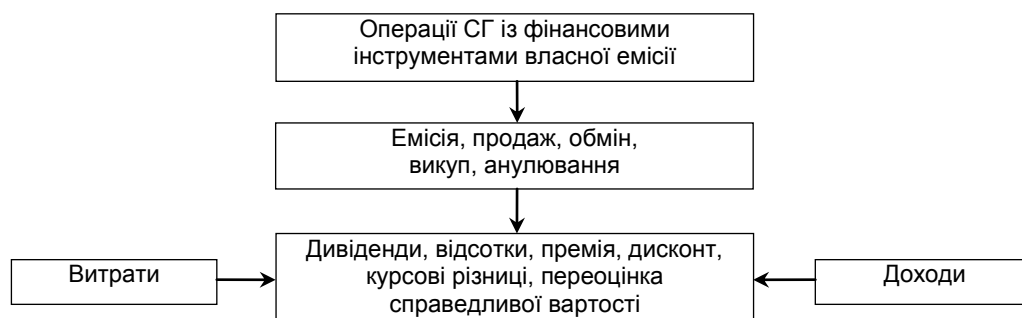 Операції СГ із фінансовими
інструментами власної емісії
Емісія, продаж, обмін,
викуп, анулювання
Витрати
Дивіденди, відсотки, премія, дисконт,
курсові різниці, переоцінка
справедливої вартості
Доходи